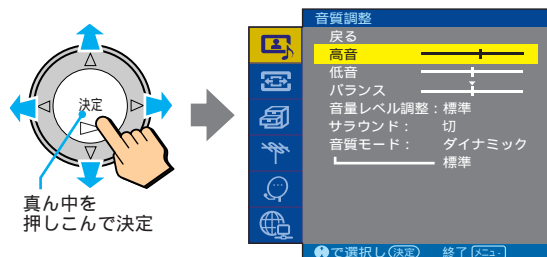 決定
真ん中を
押しこんで決定
音質調整
戻る
高音
低音
バランス
音量レベル調整：標準
サラウンド： 切
音質モード： ダイナミック
標準
で選択し 決定 終了 メニュー